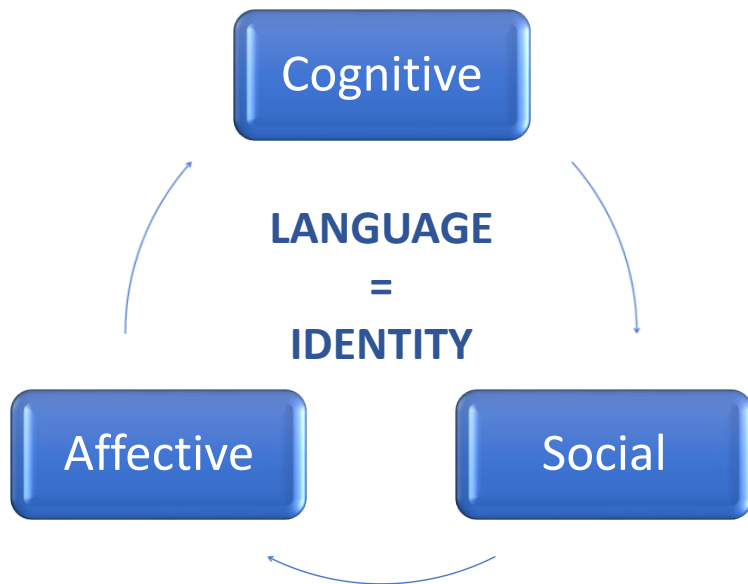 Cognitive
LANGUAGE
=
IDENTITY
Affective
Social